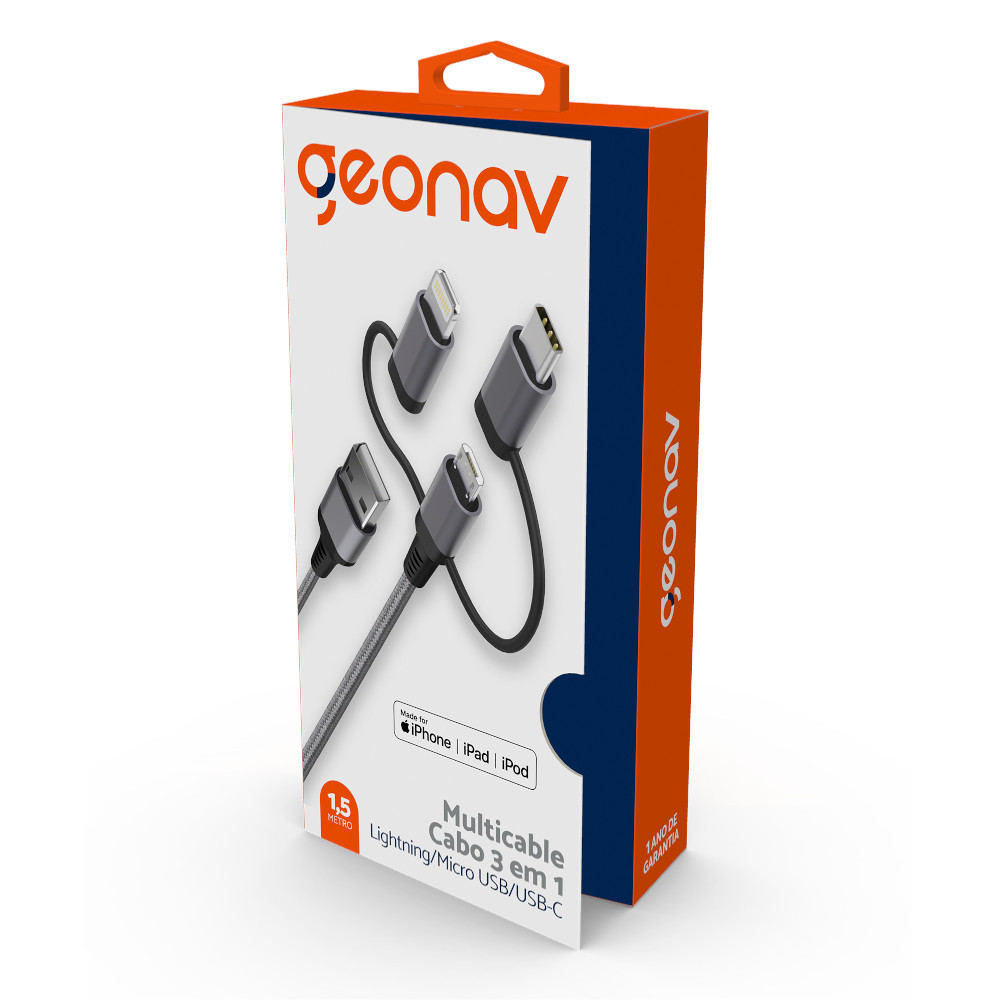 geonav
Made for
iPhone | iPad | iPod
1,5
METRO
Multicable
Cabo 3 em 1
Lightning/Micro USB/USB-C
geonav
1 ANO DE
GARANTIA